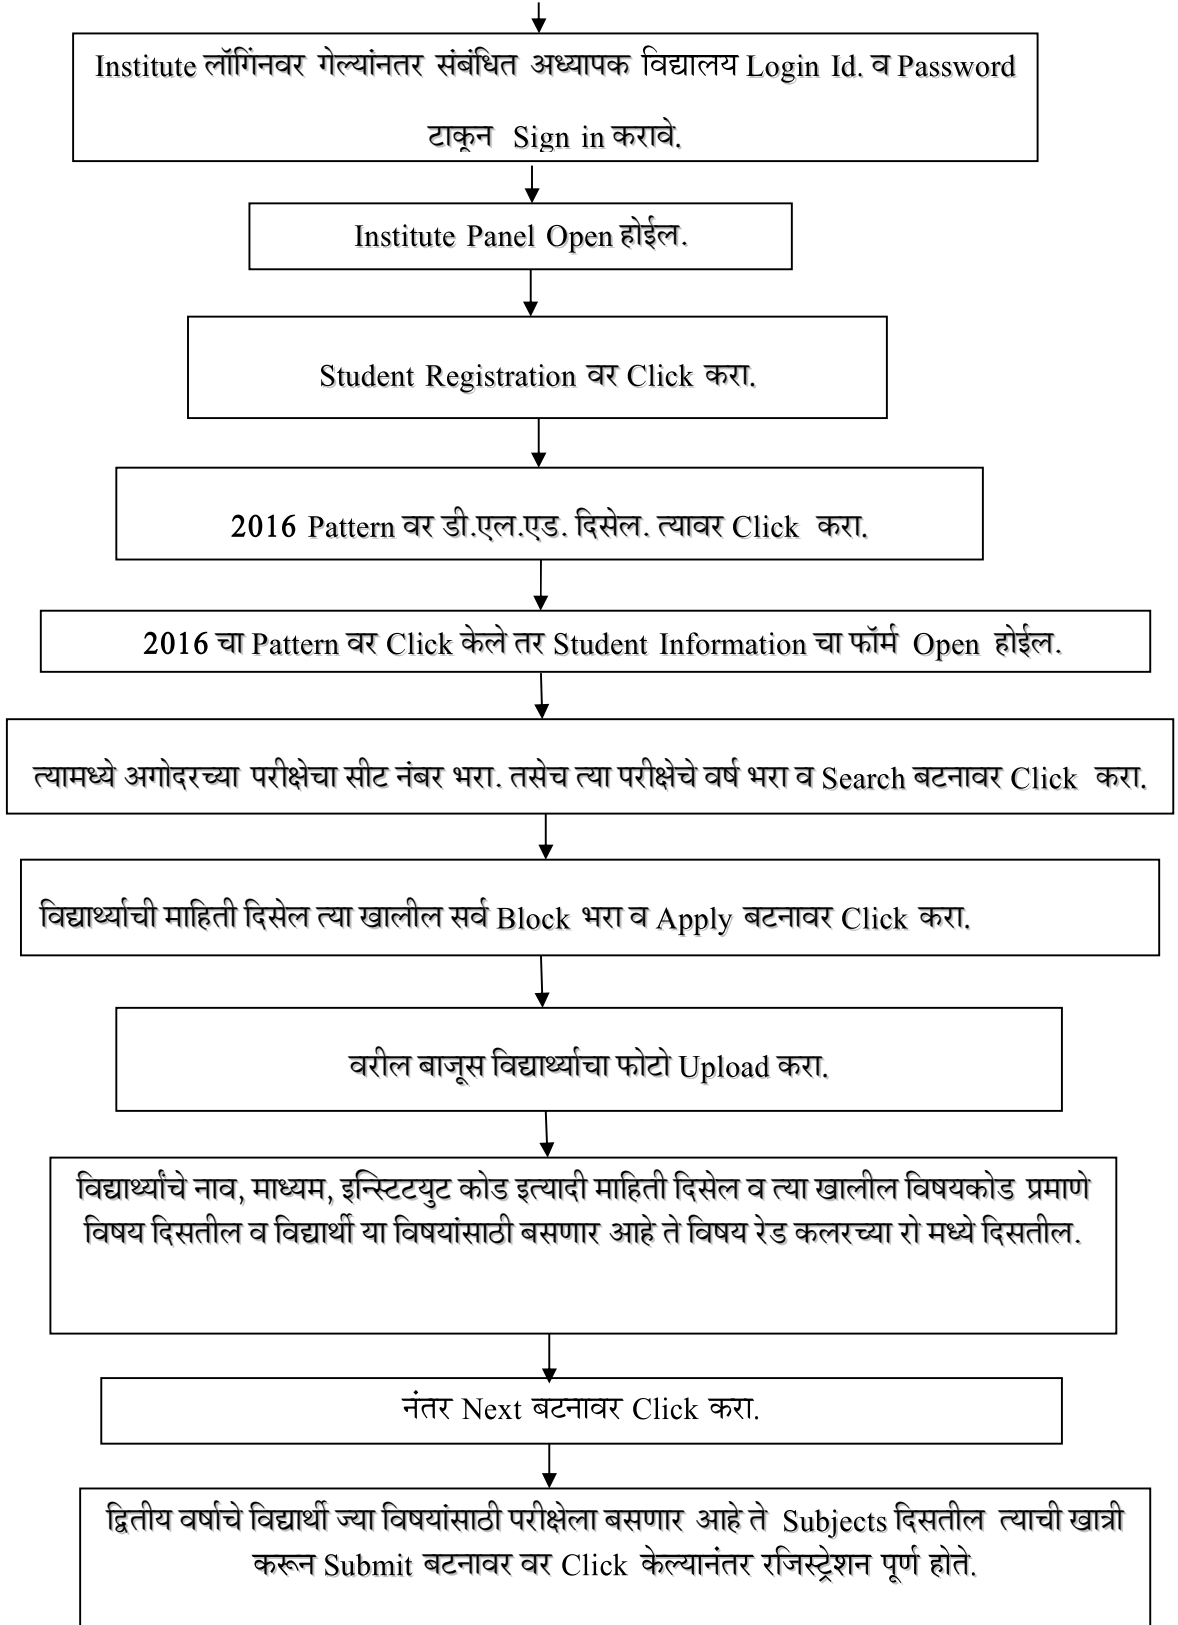 Institute लॉगिंनवर गेल्यांनतर संबंधित अध्यापक विद्यालय Login Id. व Password
टाकून Sign in करावे.
Institute Panel Open होईल.
Student Registration वर Click करा.
2016 Pattern वर डी.एल.एड. दिसेल. त्यावर Click करा.
2016 चा Pattern वर Click केले तर Student Information चा फॉर्म Open होईल.
त्यामध्ये अगोदरच्या परीक्षेचा सीट नंबर भरा. तसेच त्या परीक्षेचे वर्ष भरा व Search बटनावर Click करा.
विद्यार्थ्याची माहिती दिसेल त्या खालील सर्व Block भरा व Apply बटनावर Click करा.
वरील बाजूस विद्यार्थ्याचा फोटो Upload करा.
विद्यार्थ्यांचे नाव, माध्यम, इन्स्टिटयुट कोड इत्यादी माहिती दिसेल व त्या खालील विषयकोड प्रमाणे
विषय दिसतील व विद्यार्थी या विषयांसाठी बसणार आहे ते विषय रेड कलरच्या रो मध्ये दिसतील.
नंतर Next बटनावर Click करा.
द्वितीय वर्षाचे विद्यार्थी ज्या विषयांसाठी परीक्षेला बसणार आहे ते Subjects दिसतील त्याची खात्री
करून Submit बटनावर वर Click केल्यानंतर रजिस्ट्रेशन पूर्ण होते.